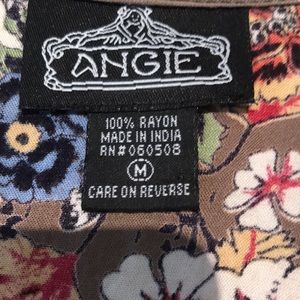 ANGIE
100% RAYON
MADE IN INDIA
RN#060508
M
CARE ON REVERSE